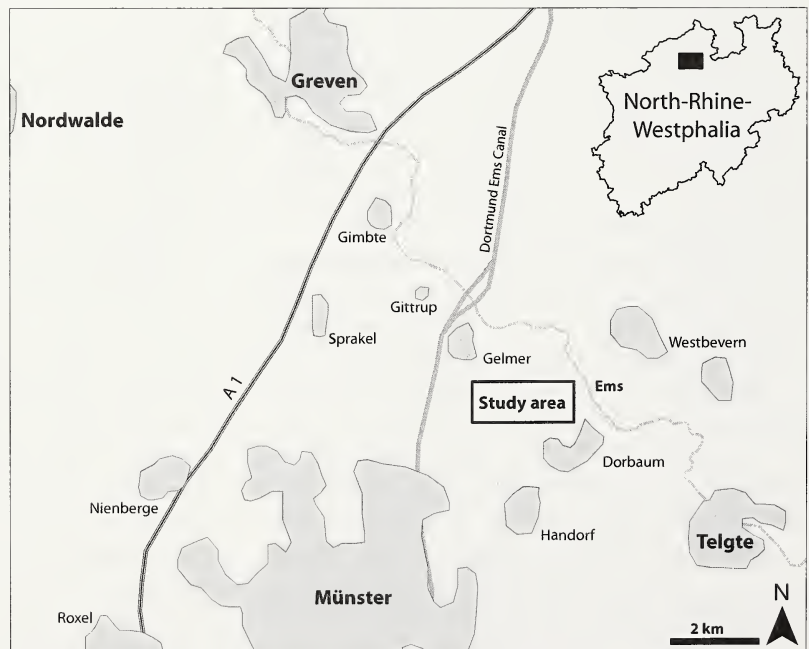 Greven
Nordwalde
North-Rhine-
Westphalia
Dortmund Ems Canal
Gimbte
Gittrup
Sprakel
Gelmer
Westbevern
A 1
Ems
Study area
Dorbaum
Nienberge
Handorf
Telgte
Münster
Roxel
N
2 km